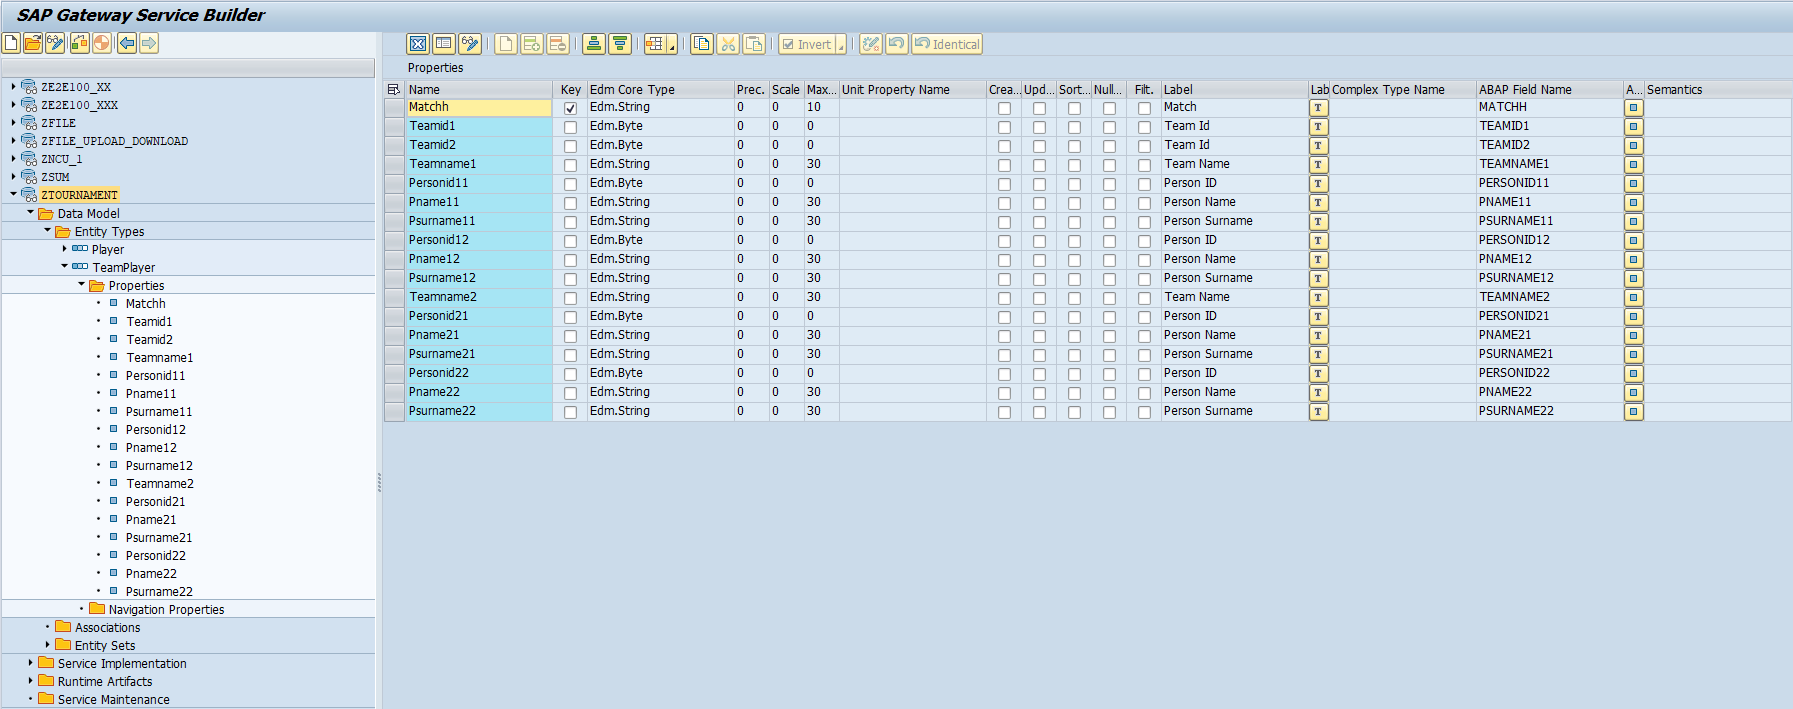 SAP Gateway Service Builder
Invert
Identical
Properties
Name Key Edm Core Type Prec. Scale Max... Unit Property Name Crea... Upd... Sort... Null... Filt. Label Lab Complex Type Name ABAP Field Name A... Semantics
Matchh Edm.String 0 0 10 Match T MATCHH
Teamid1 Edm.Byte 0 0 0 Team Id T TEAMID1
Teamid2 Edm.Byte 0 0 0 Team Id T TEAMID2
Teamname1 Edm.String 0 0 30 Team Name T TEAMNAME1
Personid11 Edm.Byte 0 0 0 Person ID T PERSONID11
Pname11 Edm.String 0 0 30 Person Name T PNAME11
Psurname11 Edm.String 0 0 30 Person Surname T PSURNAME11
Personid12 Edm.Byte 0 0 0 Person ID T PERSONID12
Pname12 Edm.String 0 0 30 Person Name T PNAME12
Psurname12 Edm.String 0 0 30 Person Surname T PSURNAME12
Teamname2 Edm.String 0 0 30 Team Name T TEAMNAME2
Personid21 Edm.Byte 0 0 0 Person ID T PERSONID21
Pname21 Edm.String 0 0 30 Person Name T PNAME21
Psurname21 Edm.String 0 0 30 Person Surname T PSURNAME21
Personid22 Edm.Byte 0 0 0 Person ID T PERSONID22
Pname22 Edm.String 0 0 30 Person Name T PNAME22
Psurname22 Edm.String 0 0 30 Person Surname T PSURNAME22
ZE2E100_XX
ZE2E100_XXX
ZFILE
ZFILE_UPLOAD_DOWNLOAD
ZNCU_1
ZSUM
ZTOURNAMENT
Data Model
Entity Types
Player
TeamPlayer
Properties
Matchh
Teamid1
Teamid2
Teamname1
Personid11
Pname11
Psurname11
Personid12
Pname12
Psurname12
Teamname2
Personid21
Pname21
Psurname21
Personid22
Pname22
Psurname22
Navigation Properties
Associations
Entity Sets
Service Implementation
Runtime Artifacts
Service Maintenance